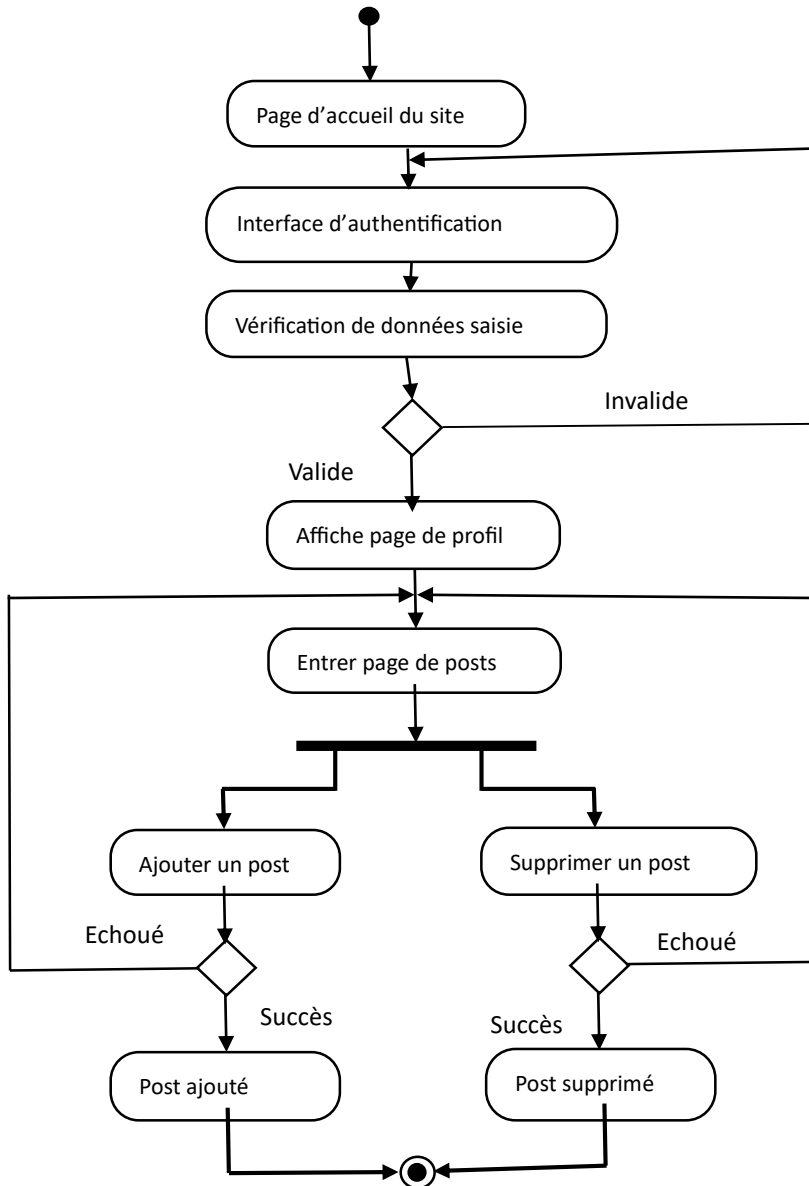 Page d’accueil du site
Interface d’authentification
Vérification de données saisie
Invalide
Valide
Affiche page de profil
Entrer page de posts
Ajouter un post
Supprimer un post
Echoué
Echoué
Succès
Succès
Post ajouté
Post supprimé